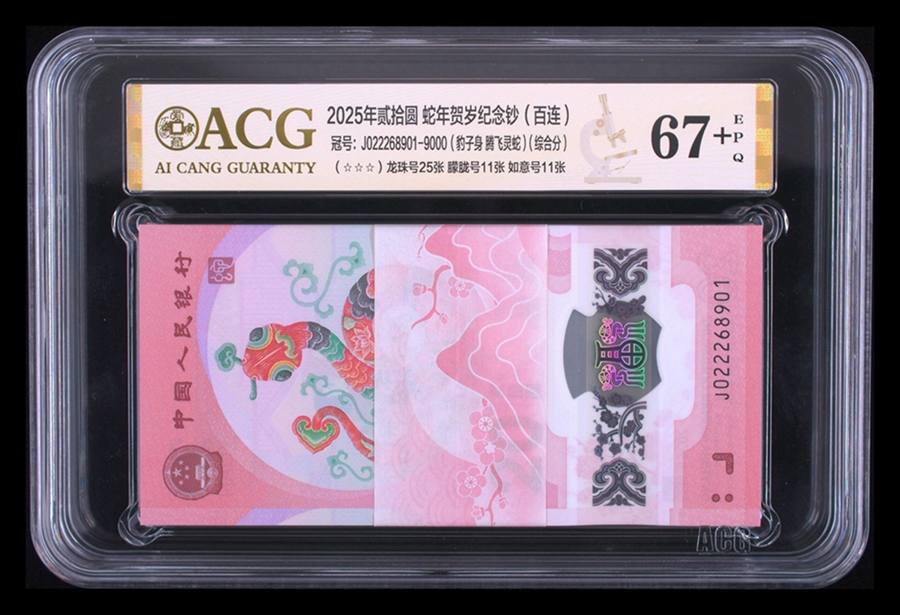 ACG
AI CANG GUARANTY
2025年贰拾圆 蛇年贺岁纪念钞（百连）
冠号：J022268901-9000（豹子身 腾飞灵蛇）(综合分)
（☆☆☆）龙珠号25张 朦胧号11张 如意号11张
67+
EPQ
中国人民银行
J022268901
ACG